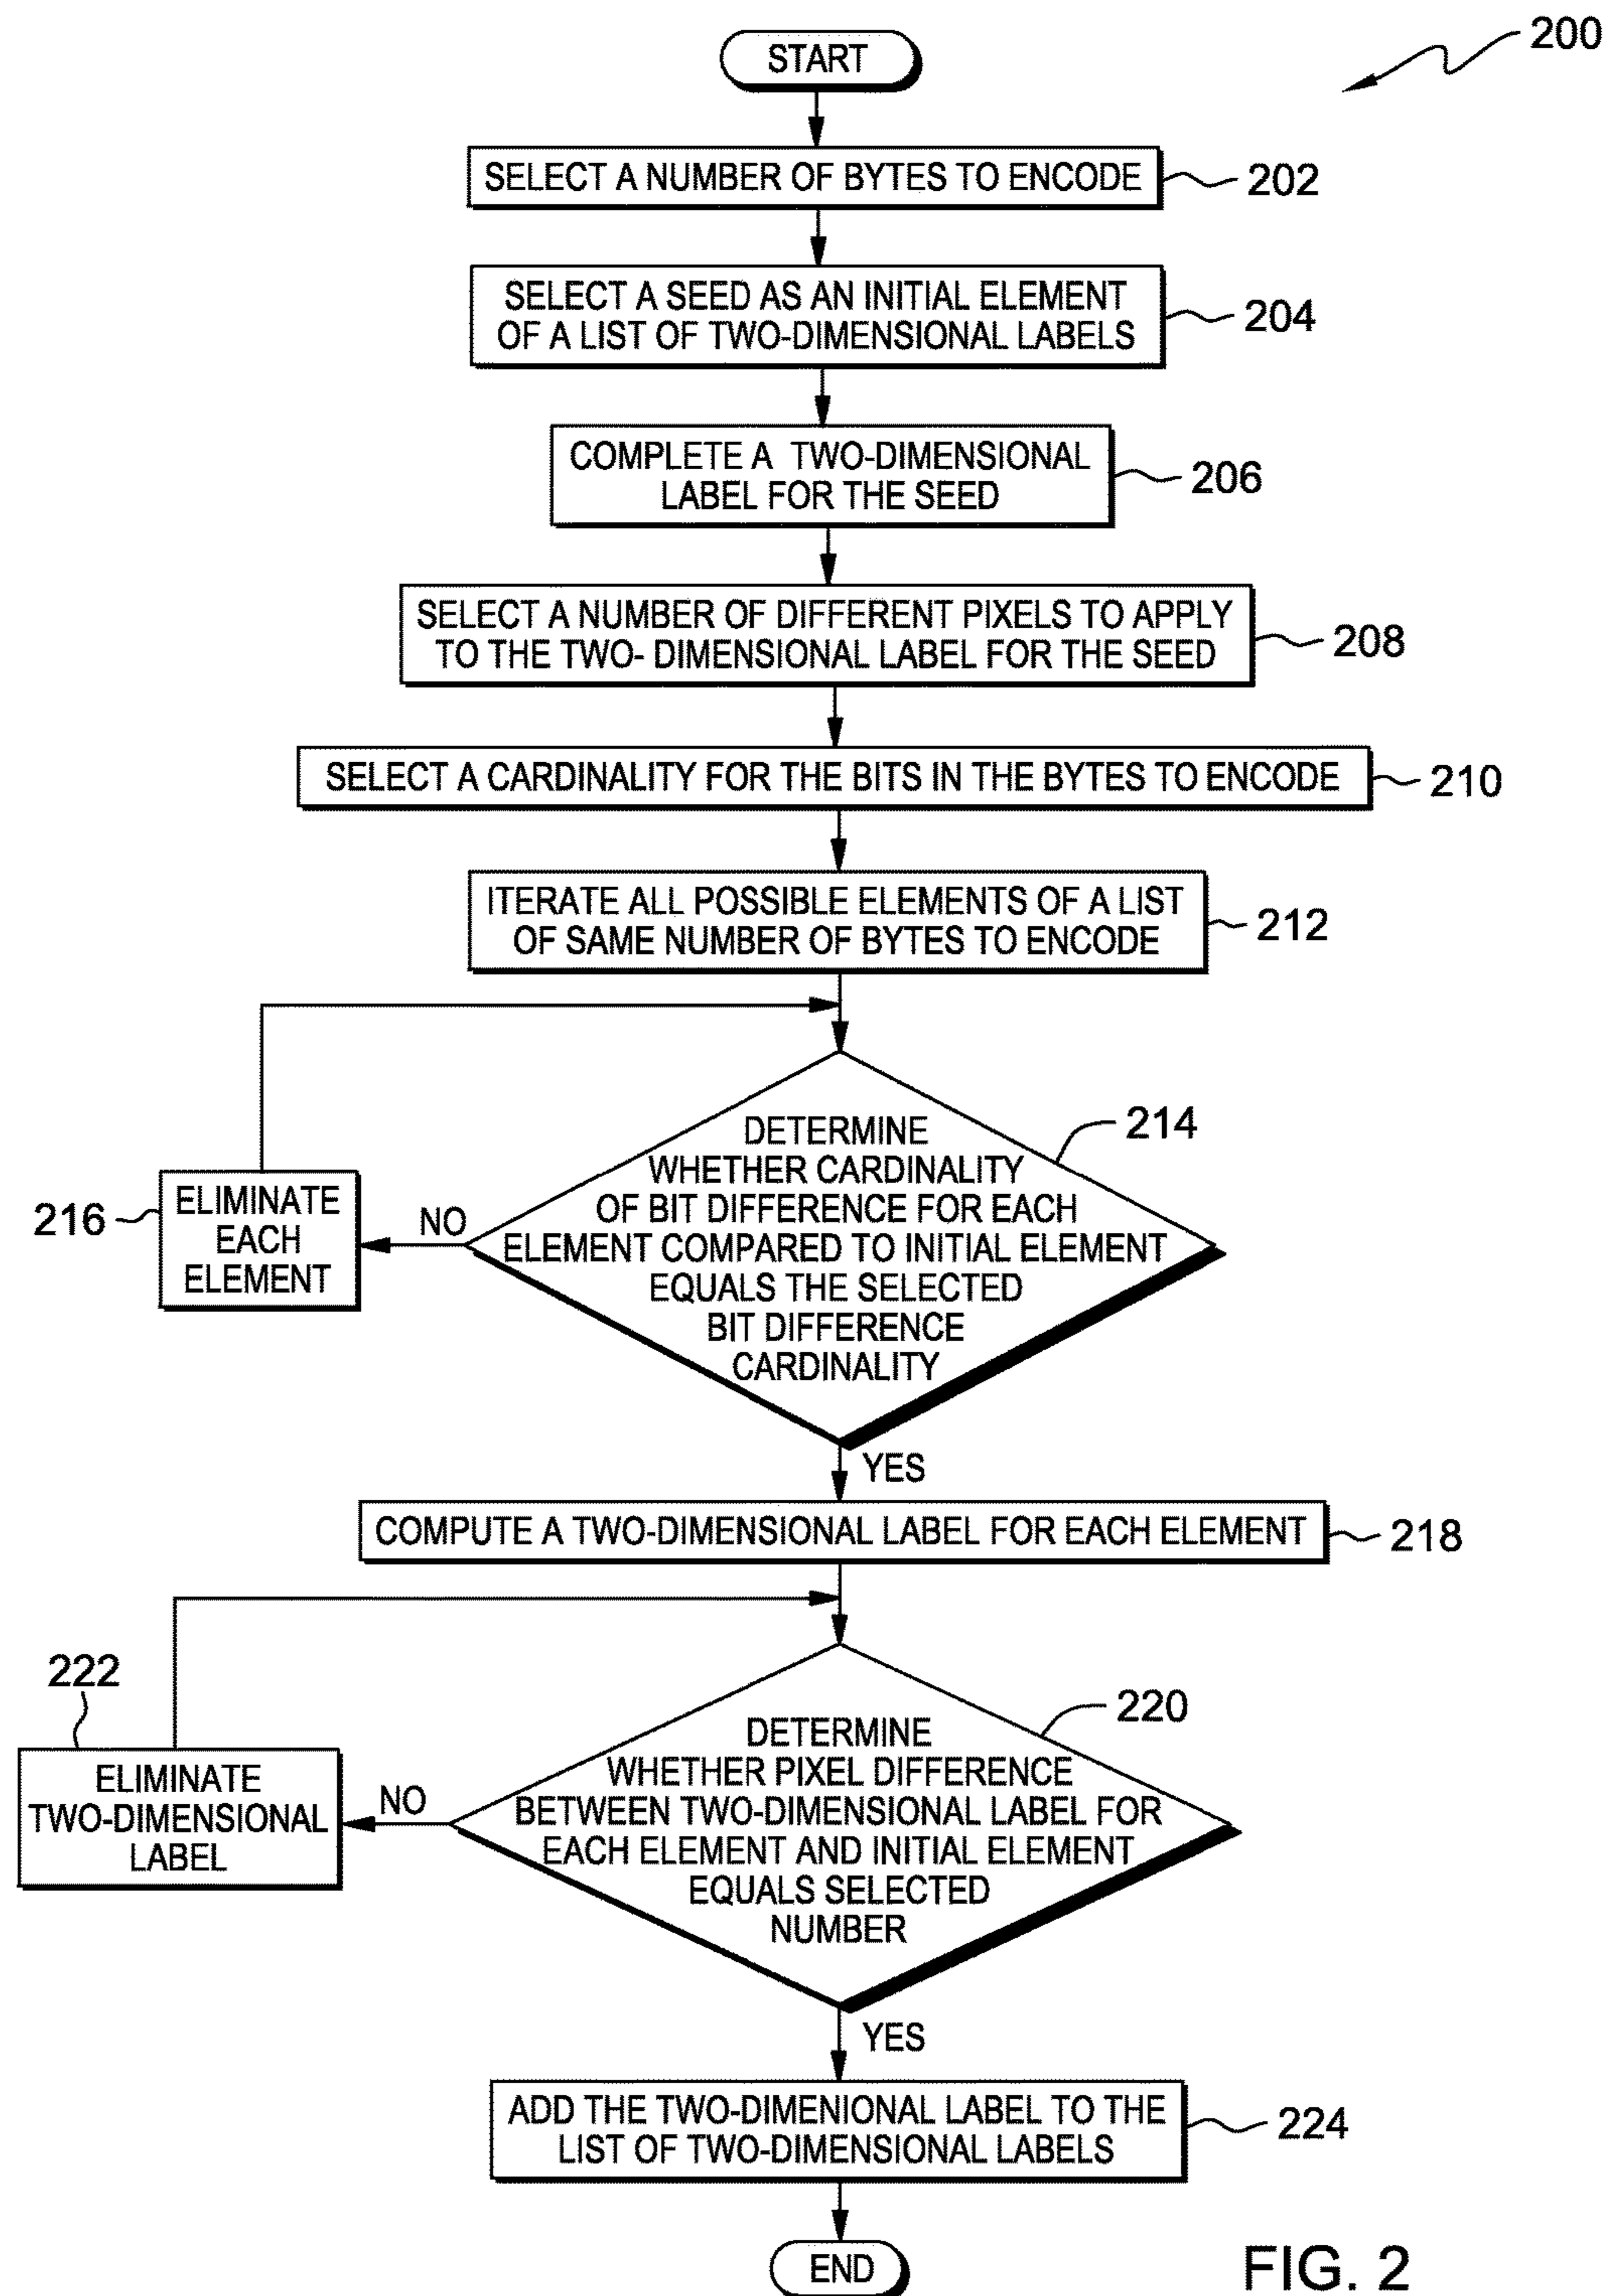 200
START
SELECT A NUMBER OF BYTES TO ENCODE
202
SELECT A SEED AS AN INITIAL ELEMENT
OF A LIST OF TWO-DIMENSIONAL LABELS
204
COMPLETE A TWO-DIMENSIONAL
LABEL FOR THE SEED
206
SELECT A NUMBER OF DIFFERENT PIXELS TO APPLY
TO THE TWO- DIMENSIONAL LABEL FOR THE SEED
208
SELECT A CARDINALITY FOR THE BITS IN THE BYTES TO ENCODE
210
ITERATE ALL POSSIBLE ELEMENTS OF A LIST
OF SAME NUMBER OF BYTES TO ENCODE
212
DETERMINE
WHETHER CARDINALITY
OF BIT DIFFERENCE FOR EACH
ELEMENT COMPARED TO INITIAL ELEMENT
EQUALS THE SELECTED
BIT DIFFERENCE
CARDINALITY
214
NO
216
ELIMINATE
EACH
ELEMENT
YES
COMPUTE A TWO-DIMENSIONAL LABEL FOR EACH ELEMENT
218
DETERMINE
WHETHER PIXEL DIFFERENCE
BETWEEN TWO-DIMENSIONAL LABEL FOR
EACH ELEMENT AND INITIAL ELEMENT
EQUALS SELECTED
NUMBER
220
NO
222
ELIMINATE
TWO-DIMENSIONAL
LABEL
YES
ADD THE TWO-DIMENIONAL LABEL TO THE
LIST OF TWO-DIMENSIONAL LABELS
224
END
FIG. 2